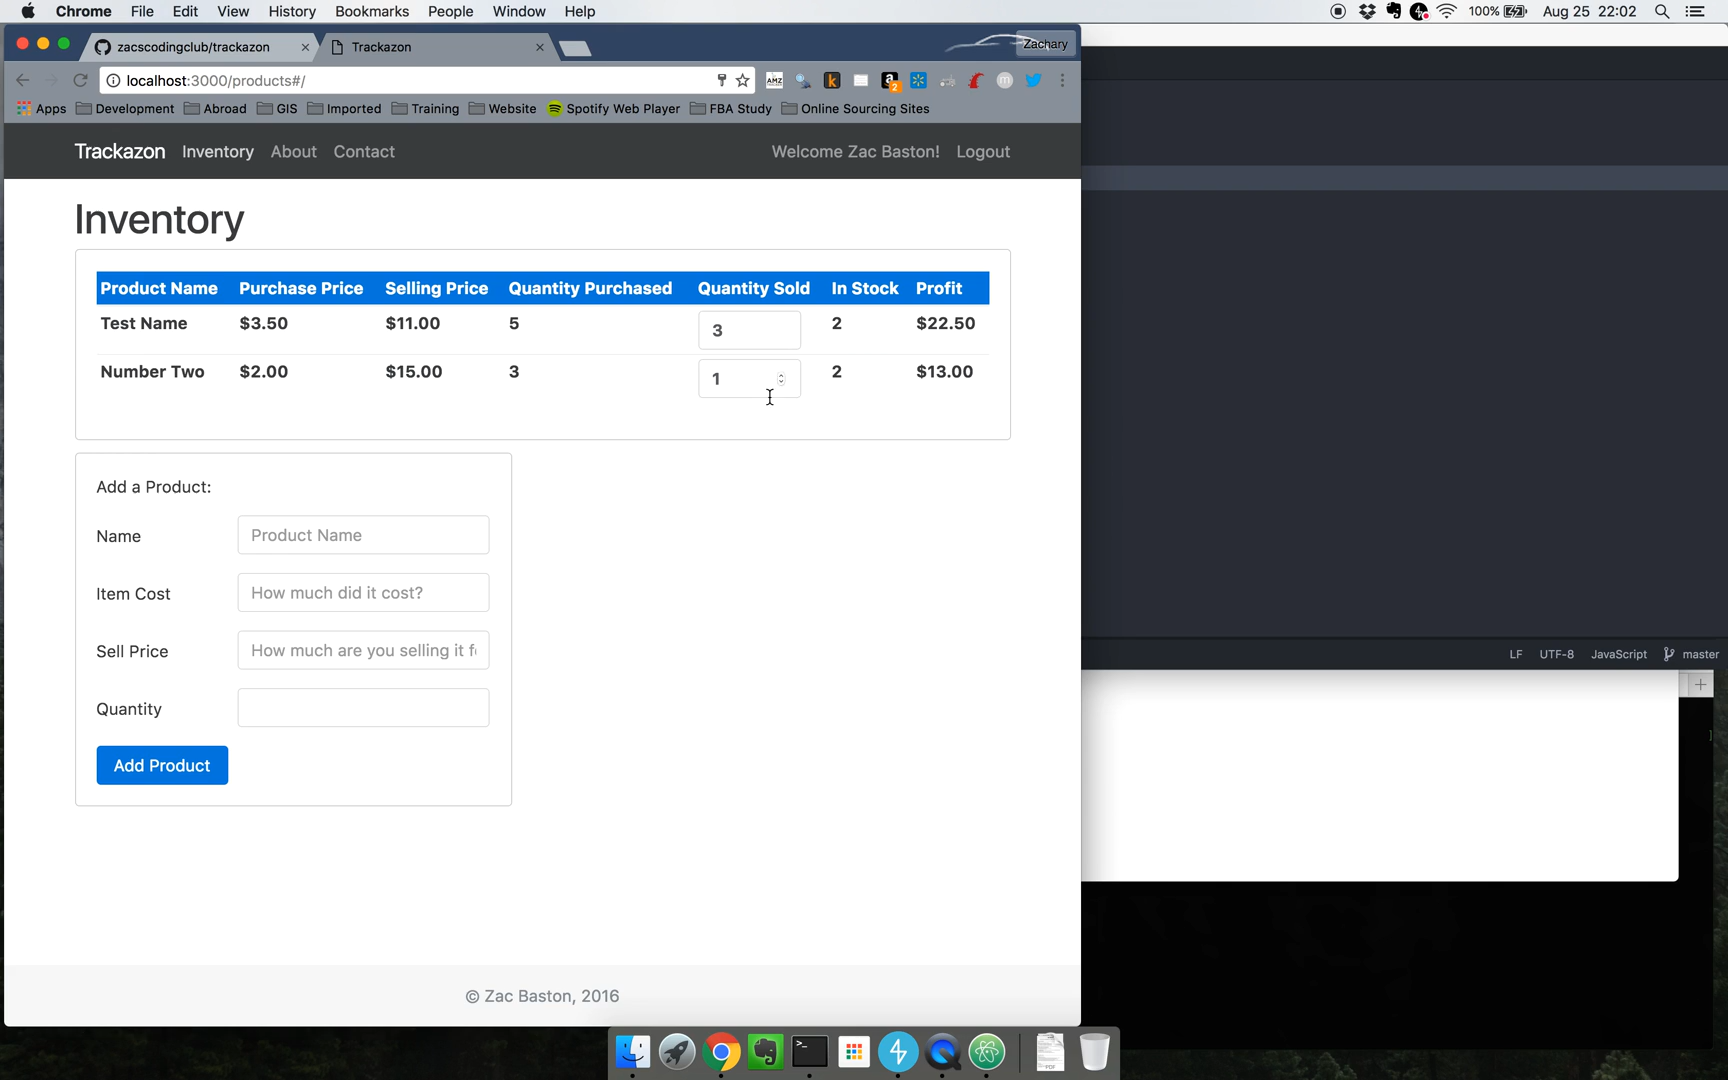 Chrome File Edit View History Bookmarks People Window Help 100% Aug 25 22:02
zacscodingclub/trackazon Trackazon Zachary
localhost:3000/products#/
Apps Development Abroad GIS Imported Training Website Spotify Web Player FBA Study Online Sourcing Sites
Trackazon Inventory About Contact Welcome Zac Baston! Logout
Inventory
Product Name Purchase Price Selling Price Quantity Purchased Quantity Sold In Stock Profit
Test Name $3.50 $11.00 5 3 2 $22.50
Number Two $2.00 $15.00 3 1 2 $13.00
Add a Product:
Name Product Name
Item Cost How much did it cost?
Sell Price How much are you selling it f
Quantity
Add Product
LF UTF-8 JavaScript master
© Zac Baston, 2016